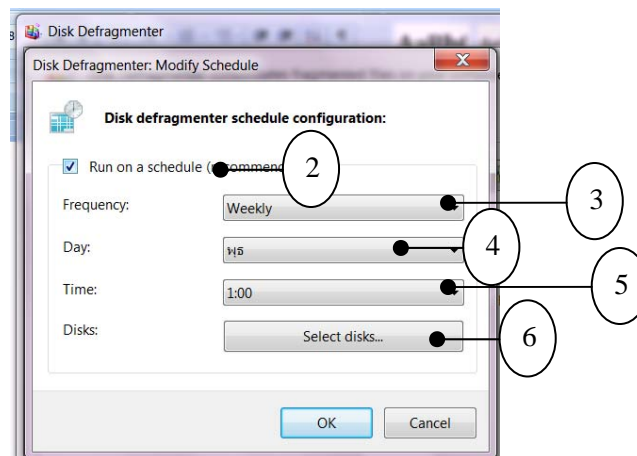 Disk Defragmenter
Disk Defragmenter: Modify Schedule
Disk defragmenter schedule configuration:
Run on a schedule 2
Frequency: Weekly 3
Day: พุธ 4
Time: 1:00 5
Disks: Select disks... 6
OK Cancel